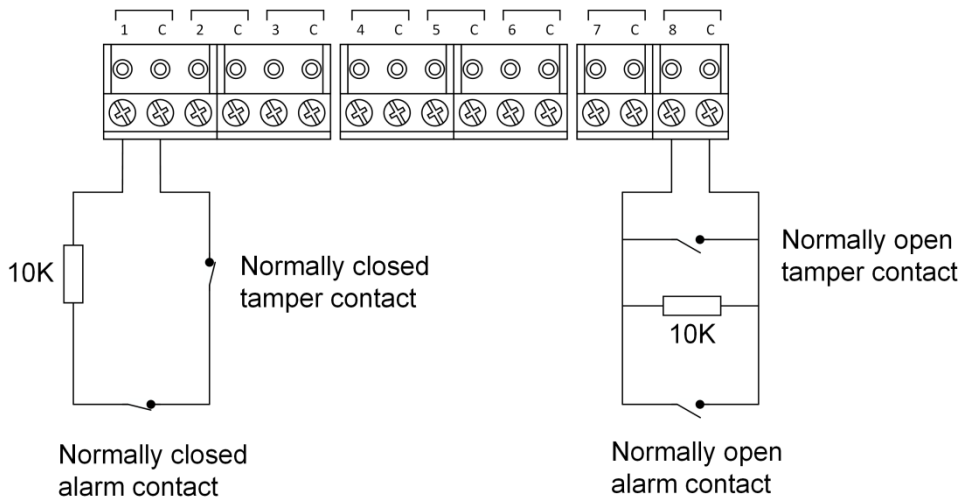 1 C 2 C 3 C 4 C 5 C 6 C 7 C 8 C
10K
Normally closed
tamper contact
Normally closed
alarm contact
Normally open
tamper contact
10K
Normally open
alarm contact